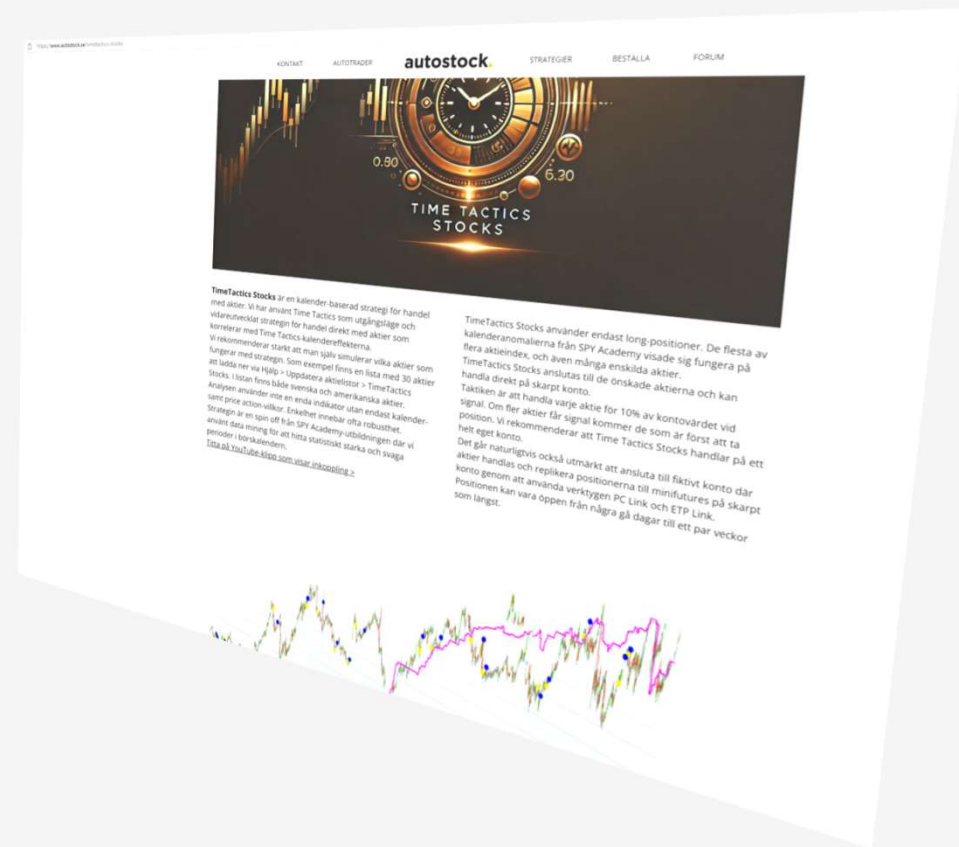 https://www.autostock.se/timetactics-stocks
KONTAKT
AUTOTRADER
autostock.
STRATEGIER
BESTÄLLA
FORUM
0.90
6.30
TIME TACTICS
STOCKS
TimeTactics Stocks är en kalender-baserad strategi för handel
med aktier. Vi har använt Time Tactics som utgångsläge och
vidareutvecklat strategin för handel direkt med aktier som
korrelerar med Time Tactics-kalendereffekterna.
Vi rekommenderar starkt att man själv simulerar vilka aktier som
fungerar med strategin. Som exempel finns en lista med 30 aktier
att ladda ner via Hjälp > Uppdatera aktielistor > TimeTactics
Stocks. I listan finns både svenska och amerikanska aktier.
Analysen använder inte en enda indikator utan endast kalender-
samt price action-villkor. Enkelhet innebär ofta robusthet.
Strategin är en spin off från SPY Academy-utbildningen där vi
använt data mining för att hitta statistiskt starka och svaga
perioder i börskalendern.
Titta på YouTube-klipp som visar inkoppling >
TimeTactics Stocks använder endast long-positioner. De flesta av
kalenderanomalierna från SPY Academy visade sig fungera på
flera aktieindex, och även många enskilda aktier.
TimeTactics Stocks anslutas till de önskade aktierna och kan
handla direkt på skarpt konto.
Taktiken är att handla varje aktie för 10% av kontovärdet vid
signal. Om fler aktier får signal kommer de som är först att ta
position. Vi rekommenderar att Time Tactics Stocks handlar på ett
helt eget konto.
Det går naturligtvis också utmärkt att ansluta till fiktivt konto där
aktier handlas och replikera positionerna till minifutures på skarpt
konto genom att använda verktygen PC Link och ETP Link.
Positionen kan vara öppen från några gå dagar till ett par veckor
som längst.